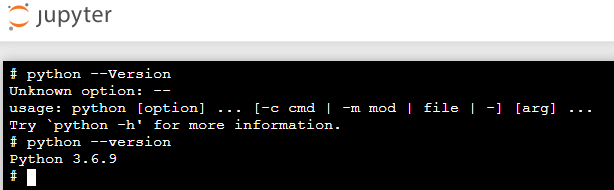 jupyter
# python --Version
Unknown option: --
usage: python [option] ... [-c cmd | -m mod | file | -] [arg] ...
Try `python -h' for more information.
# python --version
Python 3.6.9
#